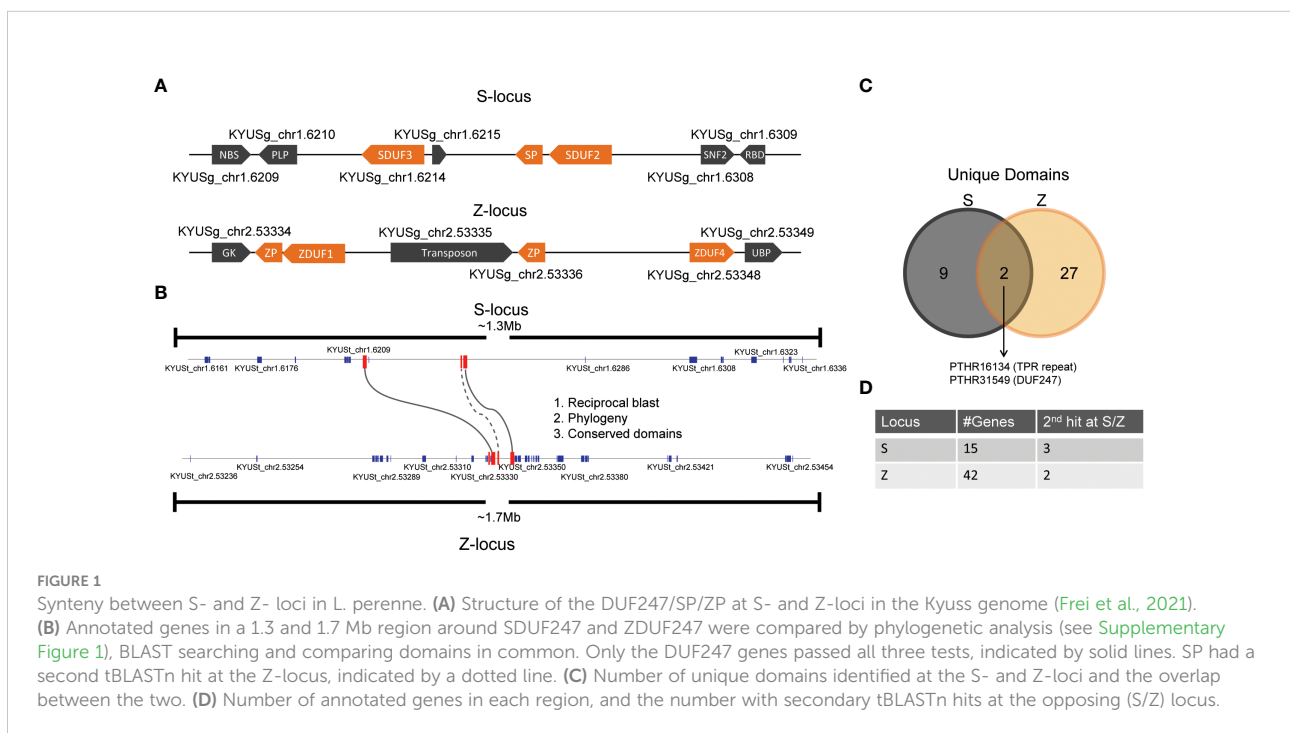 A
S-locus
KYUSg_chr1.6210 KYUSg_chr1.6215 KYUSg_chr1.6309
NBS PLP SDUF3 SP SDUF2 SNF2 RBD
KYUSg_chr1.6209 KYUSg_chr1.6214 KYUSg_chr1.6308
Z-locus
KYUSg_chr2.53334 KYUSg_chr2.53335 KYUSg_chr2.53349
GK ZP ZDUF1 Transposon ZP ZDUF4 UBP
KYUSg_chr2.53336 KYUSg_chr2.53348
B
S-locus
~1.3Mb
KYUSt_chr1.6209 KYUSt_chr1.6323
KYUSt_chr1.6161 KYUSt_chr1.6176 KYUSt_chr1.6286 KYUSt_chr1.6308 KYUSt_chr1.6336
1. Reciprocal blast
2. Phylogeny
3. Conserved domains
KYUSt_chr2.53254 KYUSt_chr2.53310 KYUSt_chr2.53350 KYUSt_chr2.53421
KYUSt_chr2.53236 KYUSt_chr2.53289 KYUSt_chr2.53330 KYUSt_chr2.53380 KYUSt_chr2.53454
~1.7Mb
Z-locus
C
Unique Domains
S Z
9 2 27
PTHR16134 (TPR repeat)
PTHR31549 (DUF247)
D
Locus #Genes 2nd hit at S/Z
S 15 3
Z 42 2
FIGURE 1
Synteny between S- and Z- loci in L. perenne. (A) Structure of the DUF247/SP/ZP at S- and Z-loci in the Kyuss genome (Frei et al., 2021).
(B) Annotated genes in a 1.3 and 1.7 Mb region around SDUF247 and ZDUF247 were compared by phylogenetic analysis (see Supplementary
Figure 1), BLAST searching and comparing domains in common. Only the DUF247 genes passed all three tests, indicated by solid lines. SP had a
second tBLASTn hit at the Z-locus, indicated by a dotted line. (C) Number of unique domains identified at the S- and Z-loci and the overlap
between the two. (D) Number of annotated genes in each region, and the number with secondary tBLASTn hits at the opposing (S/Z) locus.